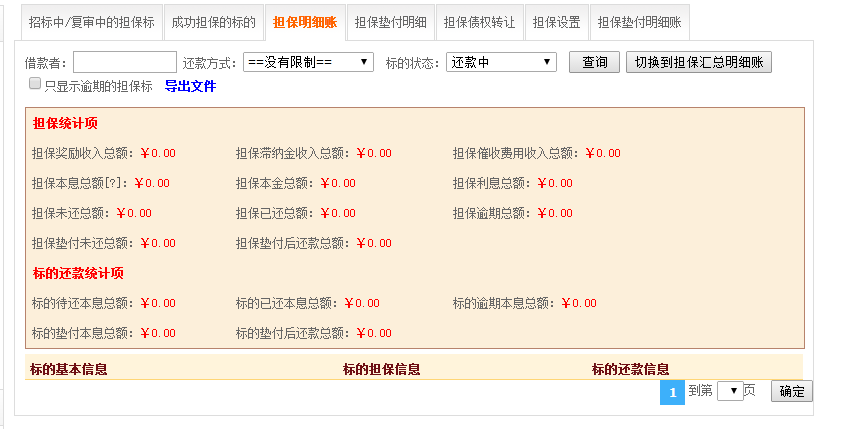 招标中/复审中的担保标 成功担保的标的 担保明细账 担保垫付明细 担保债权转让 担保设置 担保垫付明细账
借款者: 还款方式: ==没有限制== 标的状态: 还款中 查询 切换到担保汇总明细账
只显示逾期的担保标 导出文件
担保统计项
担保奖励收入总额: ￥0.00 担保滞纳金收入总额: ￥0.00 担保催收费用收入总额: ￥0.00
担保本息总额[?]: ￥0.00 担保本金总额: ￥0.00 担保利息总额: ￥0.00
担保未还总额: ￥0.00 担保已还总额: ￥0.00 担保逾期总额: ￥0.00
担保垫付未还总额: ￥0.00 担保垫付后还款总额: ￥0.00
标的还款统计项
标的待还本息总额: ￥0.00 标的已还本息总额: ￥0.00 标的逾期本息总额: ￥0.00
标的垫付本息总额: ￥0.00 标的垫付后还款总额: ￥0.00
标的基本信息 标的担保信息 标的还款信息
1 到第 页 确定